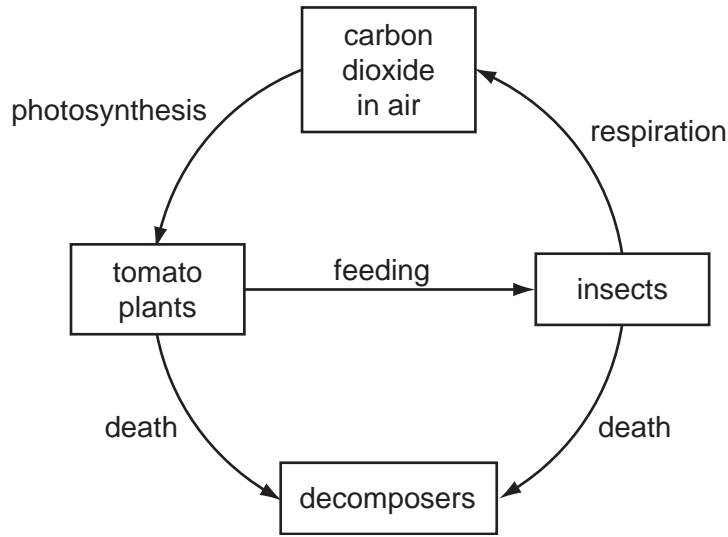 carbon
dioxide
in air
photosynthesis
respiration
tomato
plants
feeding
insects
death
death
decomposers